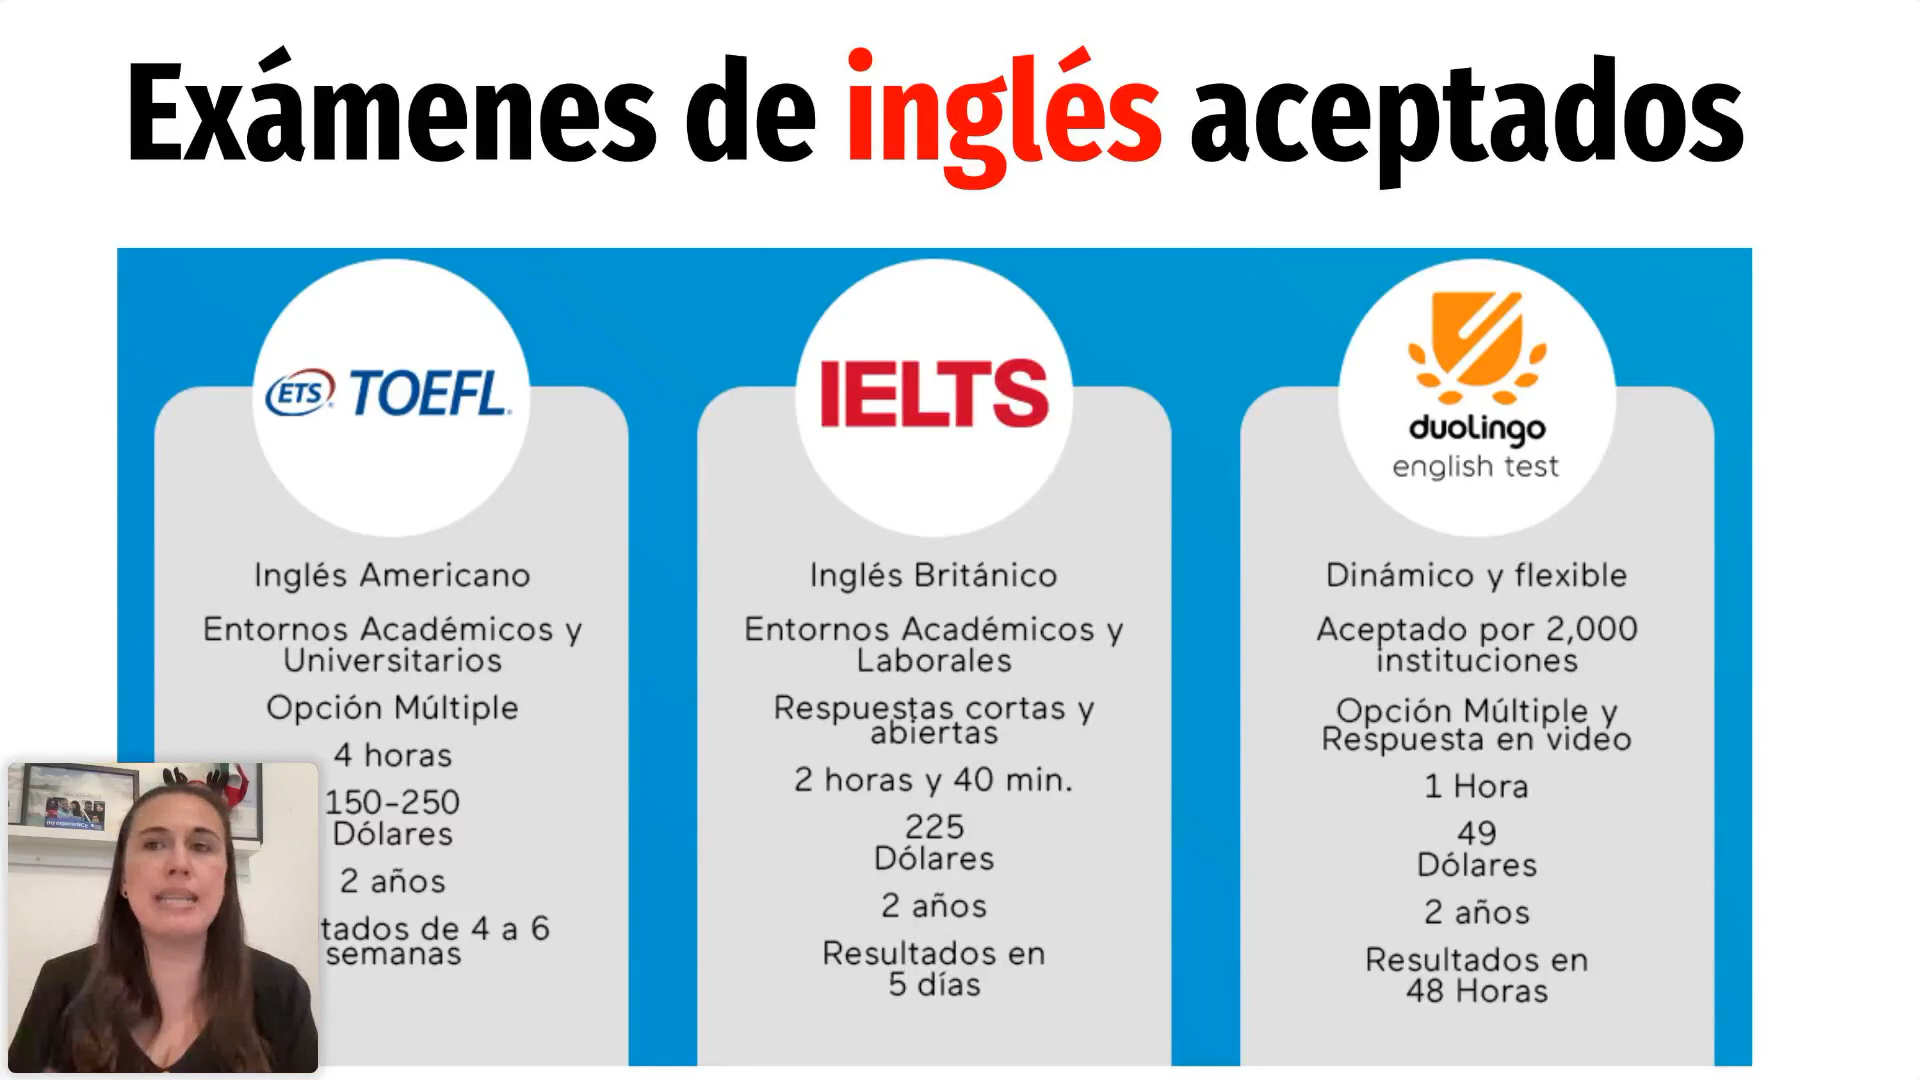 Exámenes de inglés aceptados
ETS TOEFL
Inglés Americano
Entornos Académicos y
Universitarios
Opción Múltiple
4 horas
150-250
Dólares
2 años
tados de 4 a 6
semanas
IELTS
Inglés Británico
Entornos Académicos y
Laborales
Respuestas cortas y
abiertas
2 horas y 40 min.
225
Dólares
2 años
Resultados en
5 días
duolingo
english test
Dinámico y flexible
Aceptado por 2,000
instituciones
Opción Múltiple y
Respuesta en video
1 Hora
49
Dólares
2 años
Resultados en
48 Horas